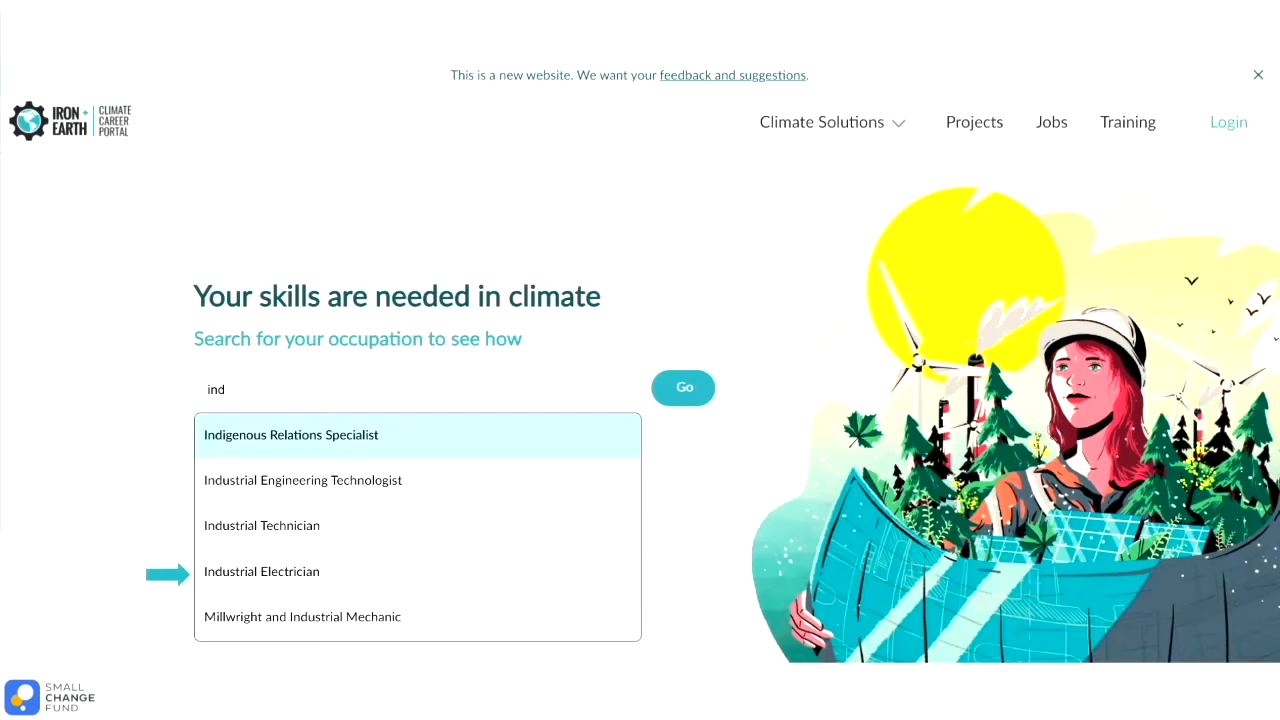 This is a new website. We want your feedback and suggestions.
IRON + EARTH
CLIMATE CAREER PORTAL
Climate Solutions
Projects
Jobs
Training
Login
Your skills are needed in climate
Search for your occupation to see how
ind
Go
Indigenous Relations Specialist
Industrial Engineering Technologist
Industrial Technician
Industrial Electrician
Millwright and Industrial Mechanic
SMALL
CHANGE
FUND